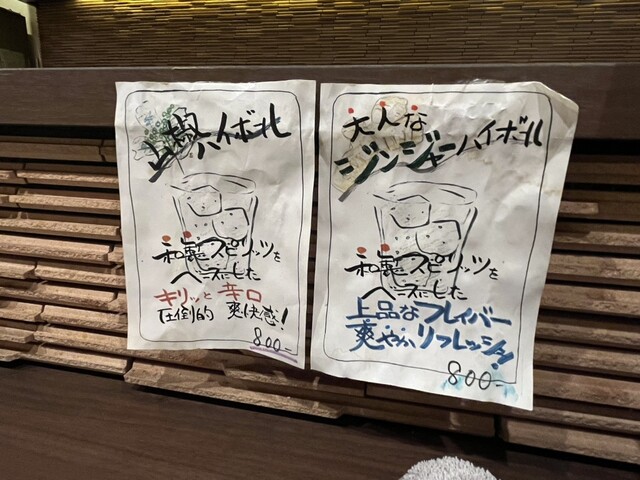 山椒ハイボール
和製スピリッツを
ベースにした
キリッと辛口
圧倒的爽快感!
800-
大人な
ジンジャーハイボール
和製スピリッツを
ベースにした
上品なフレイバー
爽やかリフレッシュ!
800-